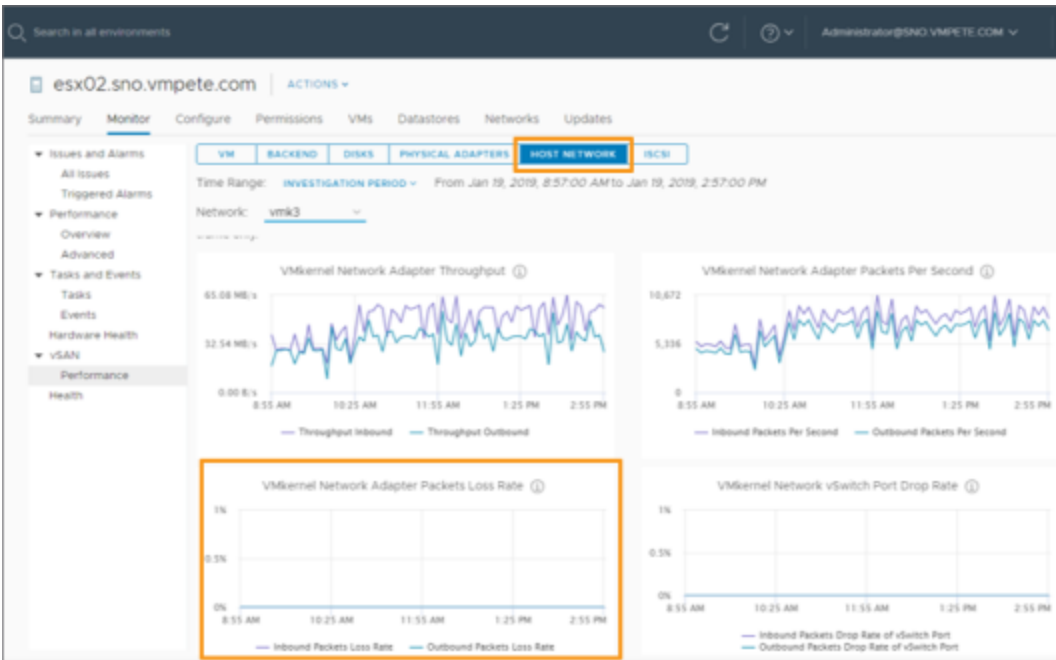 Search in all environments
Administrator@SNO.VMPETE.COM
esx02.sno.vmpete.com ACTIONS
Summary Monitor Configure Permissions VMs Datastores Networks Updates
Issues and Alarms
All Issues
Triggered Alarms
Performance
Overview
Advanced
Tasks and Events
Tasks
Events
Hardware Health
vSAN
Performance
Health
VM BACKEND DISKS PHYSICAL ADAPTERS HOST NETWORK ISCSI
Time Range: INVESTIGATION PERIOD From Jan 19, 2019, 8:57:00 AM to Jan 19, 2019, 2:57:00 PM
Network: vmk3
VMkernel Network Adapter Throughput
65.08 MB/s
32.54 MB/s
0.00 B/s
8:55 AM 10:25 AM 11:55 AM 1:25 PM 2:55 PM
Throughput Inbound Throughput Outbound
VMkernel Network Adapter Packets Per Second
10,672
5,336
0
8:55 AM 10:25 AM 11:55 AM 1:25 PM 2:55 PM
Inbound Packets Per Second Outbound Packets Per Second
VMkernel Network Adapter Packets Loss Rate
1%
0.5%
0%
8:55 AM 10:25 AM 11:55 AM 1:25 PM 2:55 PM
Inbound Packets Loss Rate Outbound Packets Loss Rate
VMkernel Network vSwitch Port Drop Rate
1%
0.5%
0%
8:55 AM 10:25 AM 11:55 AM 1:25 PM 2:55 PM
Inbound Packets Drop Rate of vSwitch Port
Outbound Packets Drop Rate of vSwitch Port